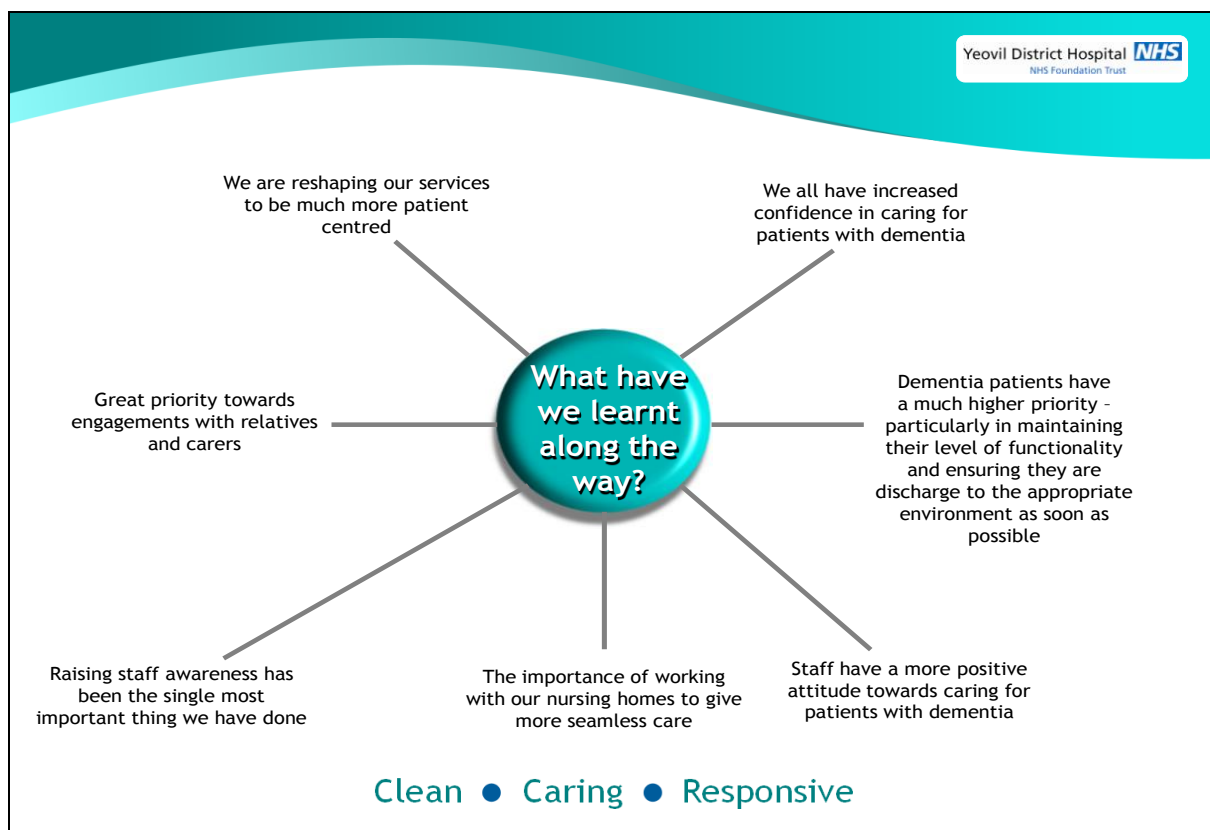 Yeovil District Hospital NHS
NHS Foundation Trust
We are reshaping our services
to be much more patient
centred
We all have increased
confidence in caring for
patients with dementia
What have
we learnt
along the
way?
Great priority towards
engagements with relatives
and carers
Dementia patients have
a much higher priority –
particularly in maintaining
their level of functionality
and ensuring they are
discharge to the appropriate
environment as soon as
possible
Raising staff awareness has
been the single most
important thing we have done
The importance of working
with our nursing homes to give
more seamless care
Staff have a more positive
attitude towards caring for
patients with dementia
Clean ● Caring ● Responsive